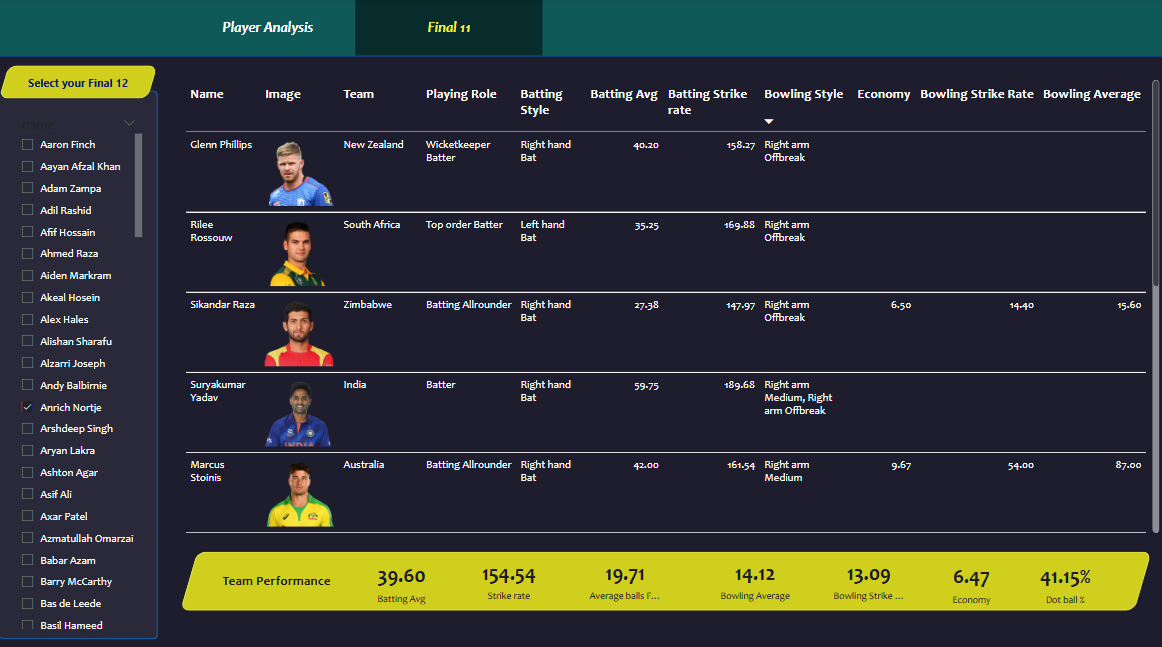 Player Analysis
Final 11
Select your Final 12
Name
Aaron Finch
Aayan Afzal Khan
Adam Zampa
Adil Rashid
Afif Hossain
Ahmed Raza
Aiden Markram
Akeal Hosein
Alex Hales
Alishan Sharafu
Alzarri Joseph
Andy Balbirnie
Anrich Nortje
Arshdeep Singh
Aryan Lakra
Ashton Agar
Asif Ali
Axar Patel
Azmatullah Omarzai
Babar Azam
Barry McCarthy
Bas de Leede
Basil Hameed
Name Image Team Playing Role Batting Style Batting Avg Batting Strike rate Bowling Style Economy Bowling Strike Rate Bowling Average
Glenn Phillips New Zealand Wicketkeeper Right hand 40.20 158.27 Right arm
Batter Bat Offbreak
Rilee South Africa Top order Batter Left hand 35.25 169.88 Right arm
Rossouw Bat Offbreak
Sikandar Raza Zimbabwe Batting Allrounder Right hand 27.38 147.97 Right arm 6.50 14.40 15.60
Bat Offbreak
Suryakumar India Batter Right hand 59.75 189.68 Right arm
Yadav Bat Medium, Right
arm Offbreak
INDIA
Marcus Australia Batting Allrounder Right hand 42.00 161.54 Right arm 9.67 54.00 87.00
Stoinis Bat Medium
Team Performance
39.60 154.54 19.71 14.12 13.09 6.47 41.15%
Batting Avg Strike rate Average balls F... Bowling Average Bowling Strike ... Economy Dot ball %